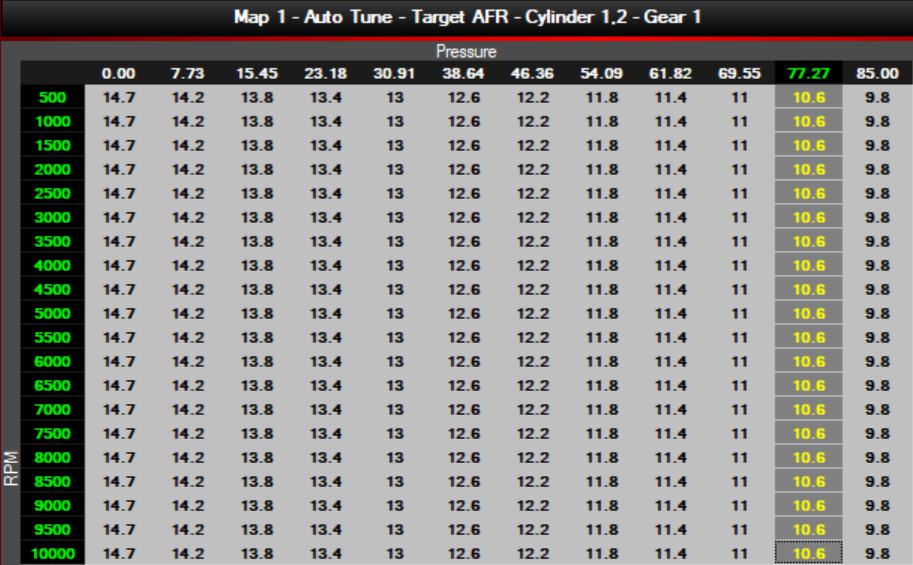 Map 1 - Auto Tune - Target AFR - Cylinder 1,2 - Gear 1
Pressure
0.00 7.73 15.45 23.18 30.91 38.64 46.36 54.09 61.82 69.55 77.27 85.00
500 14.7 14.2 13.8 13.4 13 12.6 12.2 11.8 11.4 11 10.6 9.8
1000 14.7 14.2 13.8 13.4 13 12.6 12.2 11.8 11.4 11 10.6 9.8
1500 14.7 14.2 13.8 13.4 13 12.6 12.2 11.8 11.4 11 10.6 9.8
2000 14.7 14.2 13.8 13.4 13 12.6 12.2 11.8 11.4 11 10.6 9.8
2500 14.7 14.2 13.8 13.4 13 12.6 12.2 11.8 11.4 11 10.6 9.8
3000 14.7 14.2 13.8 13.4 13 12.6 12.2 11.8 11.4 11 10.6 9.8
3500 14.7 14.2 13.8 13.4 13 12.6 12.2 11.8 11.4 11 10.6 9.8
4000 14.7 14.2 13.8 13.4 13 12.6 12.2 11.8 11.4 11 10.6 9.8
4500 14.7 14.2 13.8 13.4 13 12.6 12.2 11.8 11.4 11 10.6 9.8
5000 14.7 14.2 13.8 13.4 13 12.6 12.2 11.8 11.4 11 10.6 9.8
5500 14.7 14.2 13.8 13.4 13 12.6 12.2 11.8 11.4 11 10.6 9.8
6000 14.7 14.2 13.8 13.4 13 12.6 12.2 11.8 11.4 11 10.6 9.8
6500 14.7 14.2 13.8 13.4 13 12.6 12.2 11.8 11.4 11 10.6 9.8
7000 14.7 14.2 13.8 13.4 13 12.6 12.2 11.8 11.4 11 10.6 9.8
7500 14.7 14.2 13.8 13.4 13 12.6 12.2 11.8 11.4 11 10.6 9.8
8000 14.7 14.2 13.8 13.4 13 12.6 12.2 11.8 11.4 11 10.6 9.8
8500 14.7 14.2 13.8 13.4 13 12.6 12.2 11.8 11.4 11 10.6 9.8
9000 14.7 14.2 13.8 13.4 13 12.6 12.2 11.8 11.4 11 10.6 9.8
9500 14.7 14.2 13.8 13.4 13 12.6 12.2 11.8 11.4 11 10.6 9.8
10000 14.7 14.2 13.8 13.4 13 12.6 12.2 11.8 11.4 11 10.6 9.8
RPM